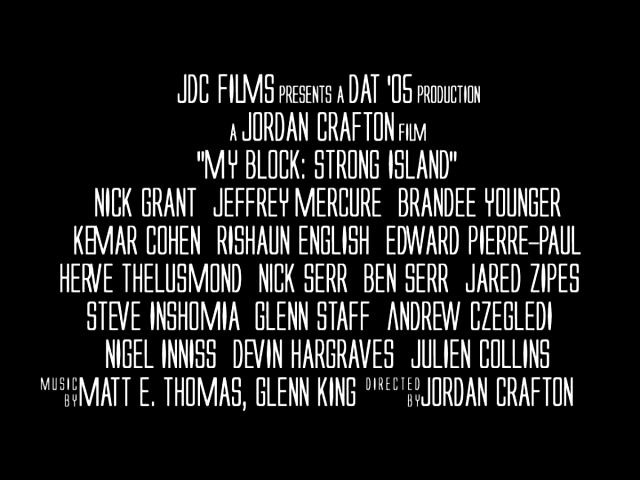 JDC FILMS PRESENTS A DAT '05 PRODUCTION
A JORDAN CRAFTON FILM
"MY BLOCK: STRONG ISLAND"
NICK GRANT JEFFREY MERCURE BRANDEE YOUNGER
KEMAR COHEN RISHAUN ENGLISH EDWARD PIERRE-PAUL
HERVE THELUSMOND NICK SERR BEN SERR JARED ZIPES
STEVE INSHOMIA GLENN STAFF ANDREW CZEGLEDI
NIGEL INNISS DEVIN HARGRAVES JULIEN COLLINS
MUSIC BY MATT E. THOMAS, GLENN KING DIRECTED BY JORDAN CRAFTON